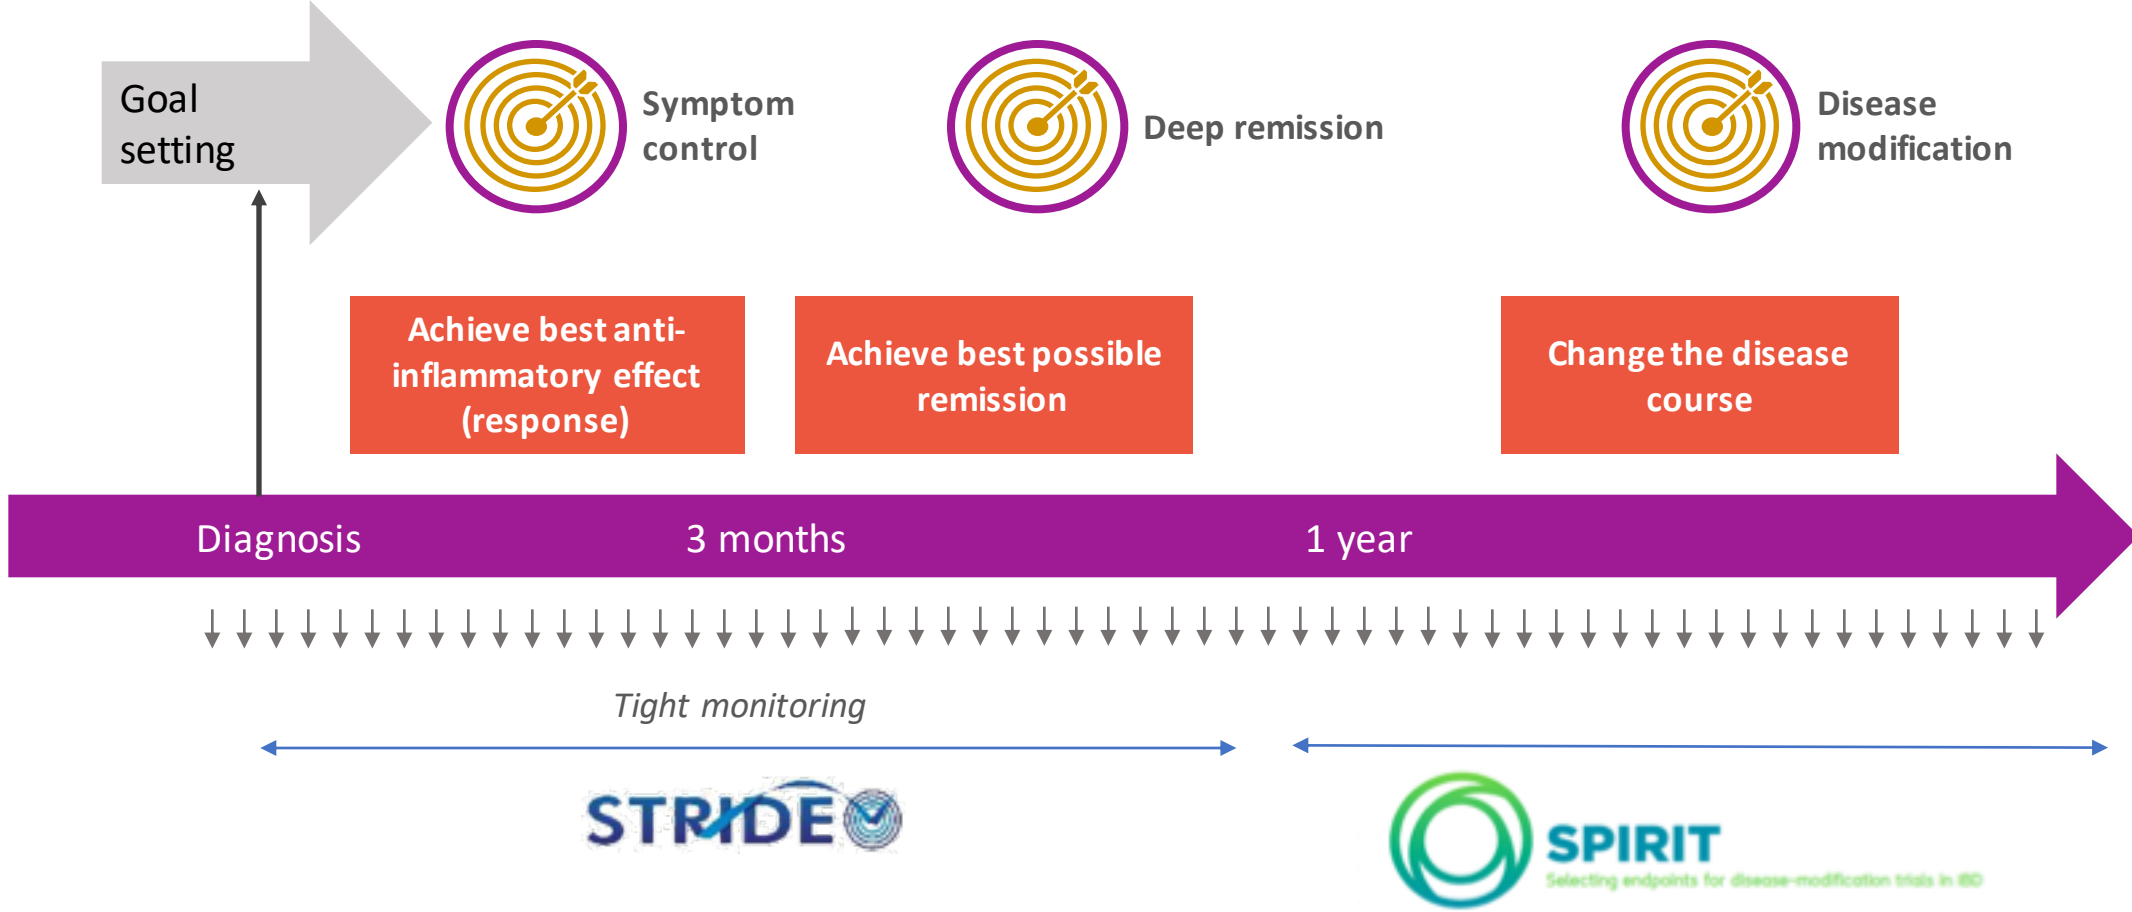 Goal
setting
Symptom
control
Deep remission
Disease
modification
Achieve best anti-
inflammatory effect
(response)
Achieve best possible
remission
Change the disease
course
Diagnosis
3 months
1 year
Tight monitoring
STRIDE
SPIRIT
Selecting endpoints for disease-modification trials in IBD